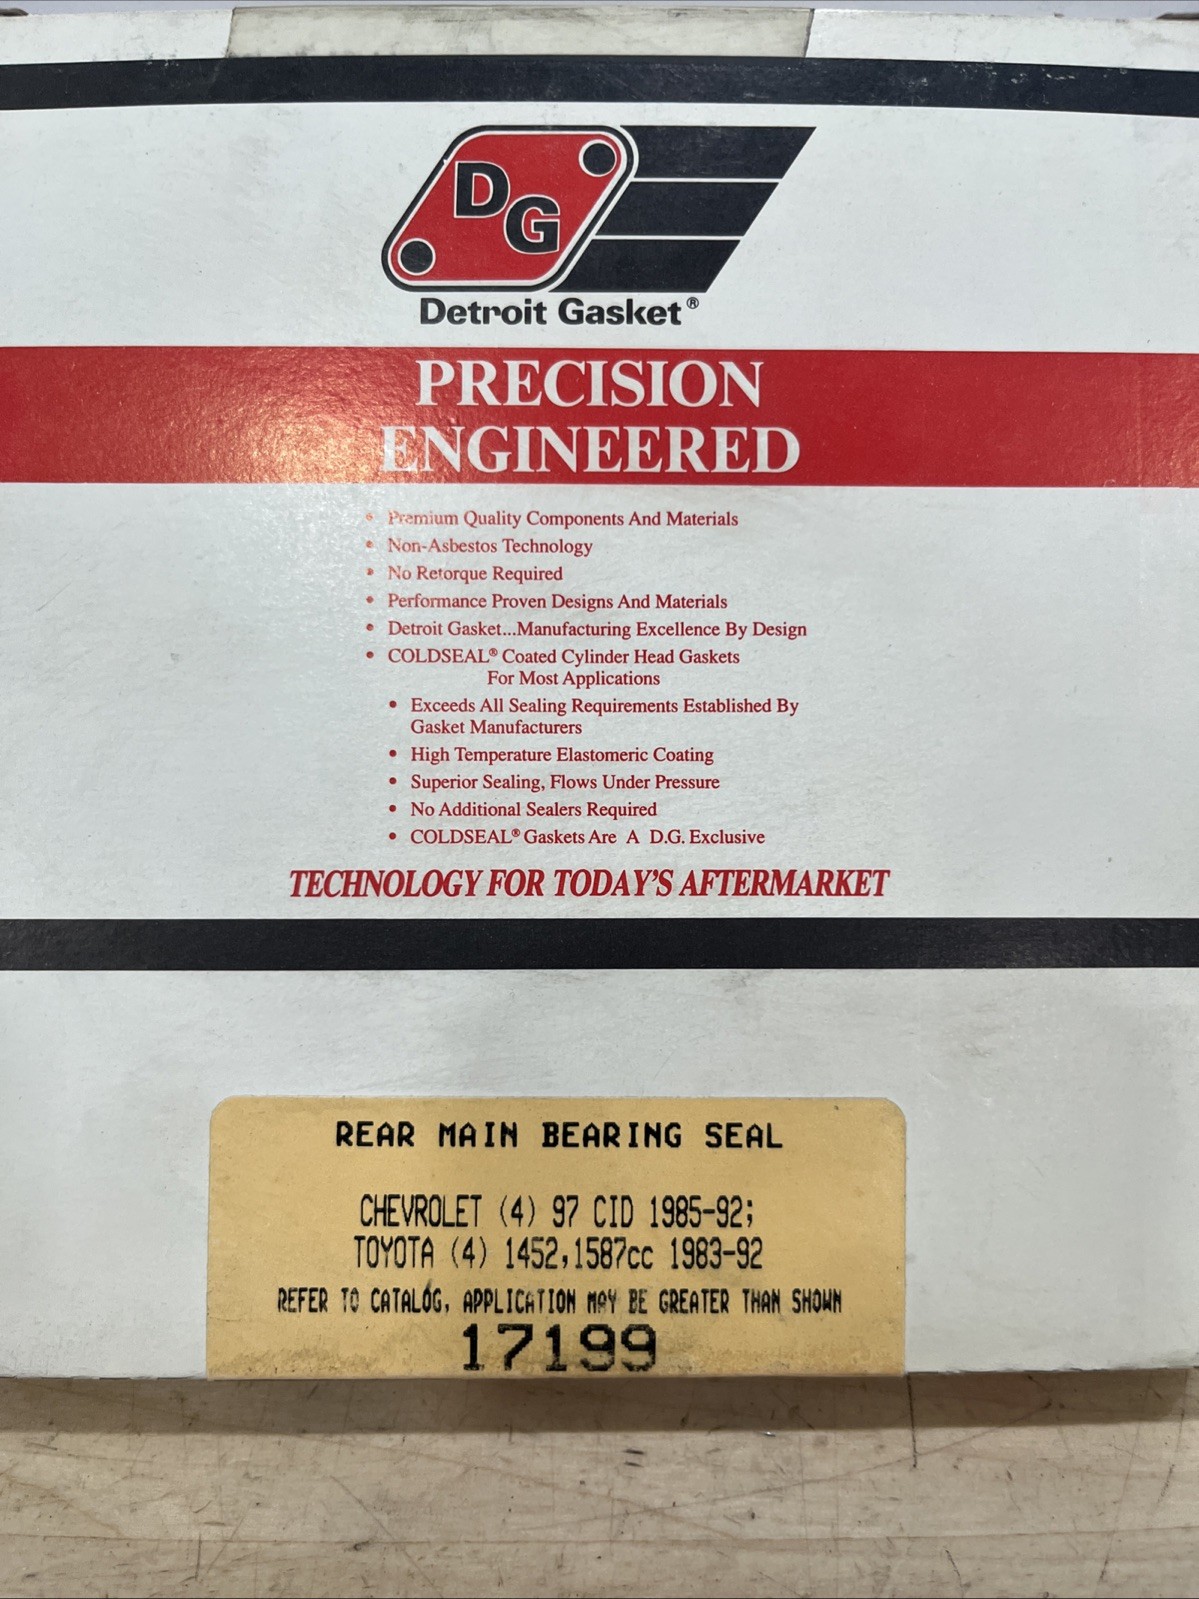 DG
Detroit Gasket®
PRECISION
ENGINEERED
• Premium Quality Components And Materials
• Non-Asbestos Technology
• No Retorque Required
• Performance Proven Designs And Materials
• Detroit Gasket...Manufacturing Excellence By Design
• COLDSEAL® Coated Cylinder Head Gaskets
For Most Applications
• Exceeds All Sealing Requirements Established By
Gasket Manufacturers
• High Temperature Elastomeric Coating
• Superior Sealing, Flows Under Pressure
• No Additional Sealers Required
• COLDSEAL® Gaskets Are A D.G. Exclusive
TECHNOLOGY FOR TODAY'S AFTERMARKET
REAR MAIN BEARING SEAL
CHEVROLET (4) 97 CID 1985-92;
TOYOTA (4) 1452,1587cc 1983-92
REFER TO CATALOG, APPLICATION MAY BE GREATER THAN SHOWN
17199